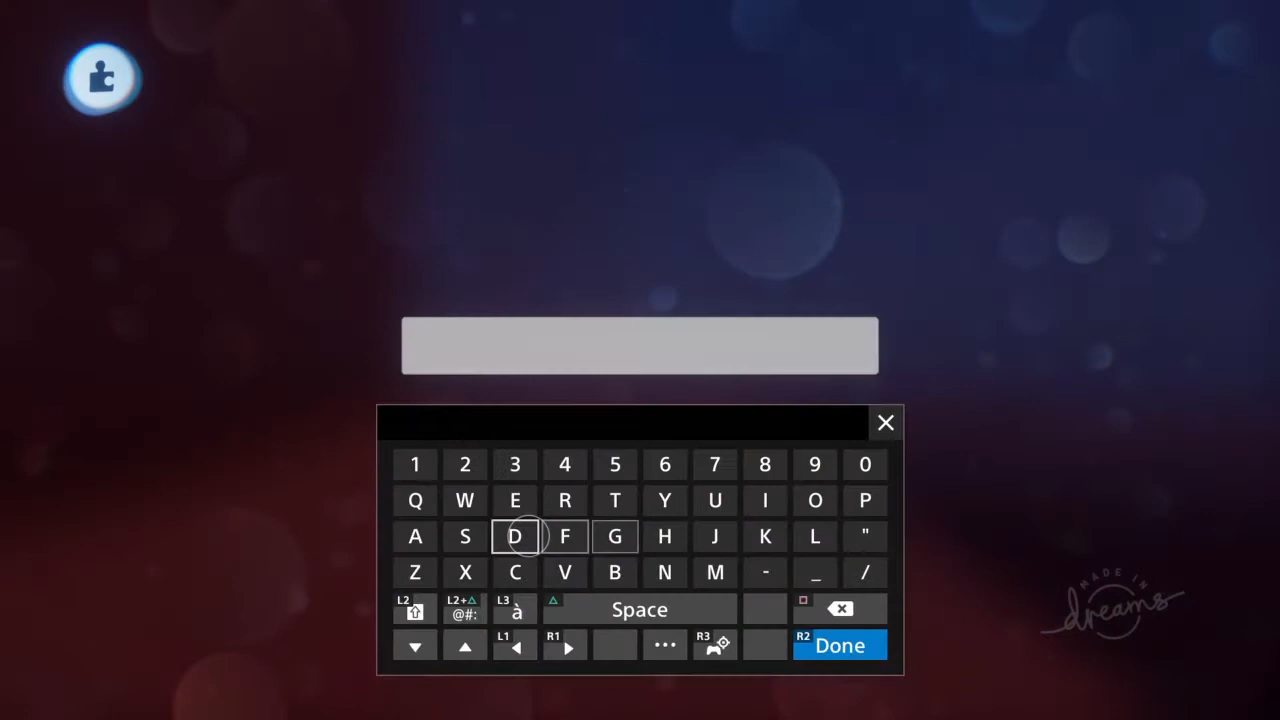 1 2 3 4 5 6 7 8 9 0
Q W E R T Y U I O P
A S D F G H J K L "
Z X C V B N M - _ /
L2 L2+△ @#: L3 à △ Space
L1 R1 ... R3 R2 Done
MADE IN
dreams